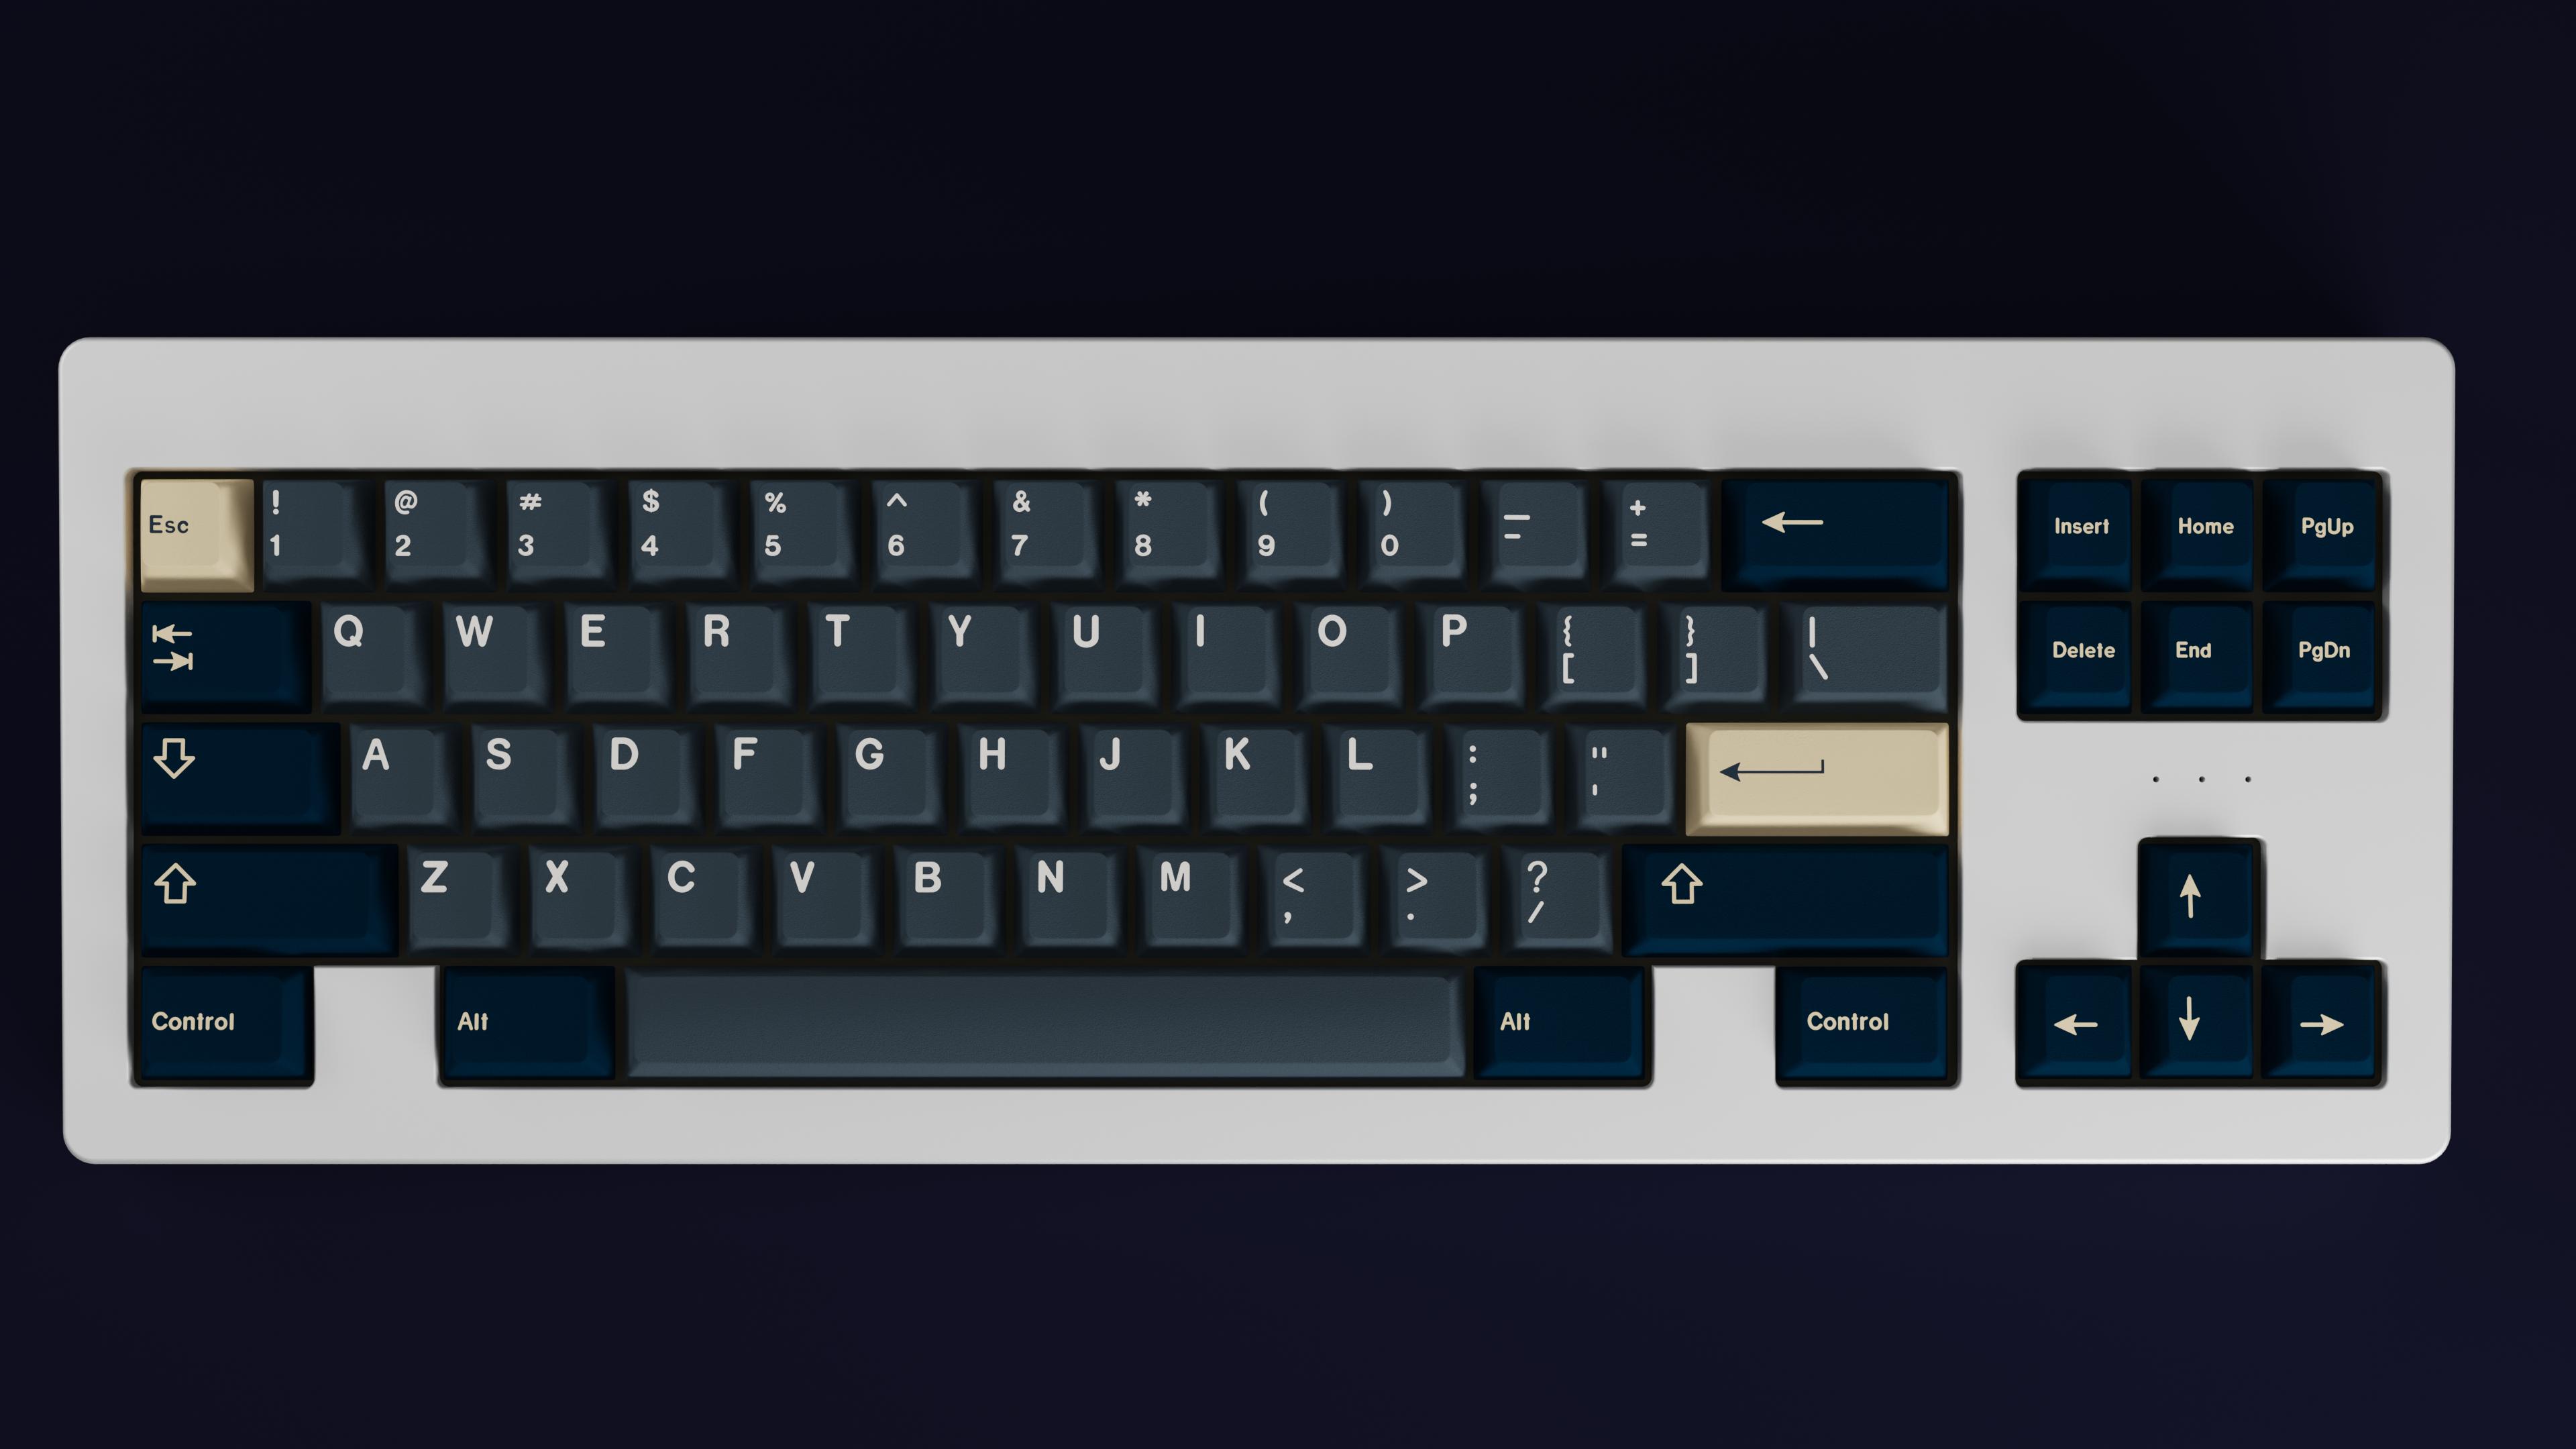 ! @ # $ % ^ & * ( ) _ +
Esc 1 2 3 4 5 6 7 8 9 0 - = ← Insert Home PgUp
Q W E R T Y U I O P { } |
[ ] \ Delete End PgDn
A S D F G H J K L : "
; '
Z X C V B N M < > ?
, . /
Control Alt Alt Control